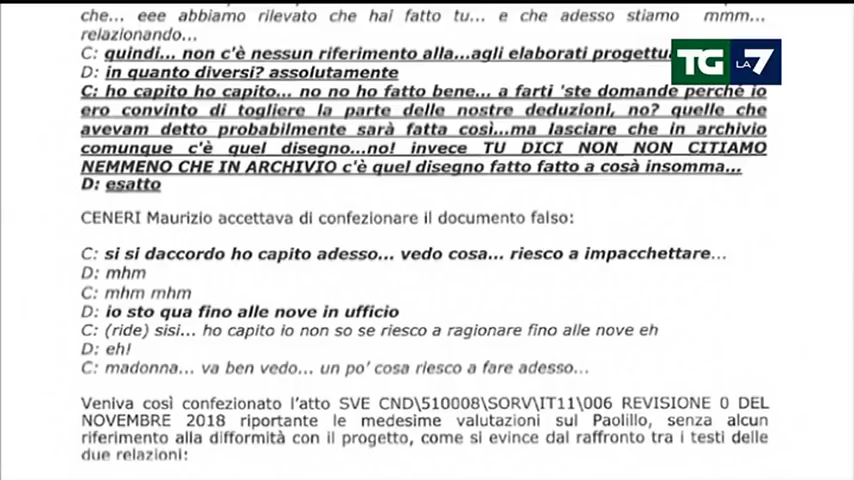 che... eee abbiamo rilevato che hai fatto tu... e che adesso stiamo mmm...
relazionando...
C: quindi... non c'è nessun riferimento alla...agli elaborati
D: in quanto diversi? assolutamente
C: ho capito ho capito... no no ho fatto bene... a farti 'ste domande perché io
ero convinto di togliere la parte delle nostre deduzioni, no? quelle che
avevam detto probabilmente sarà fatta così...ma lasciare che in archivio
comunque c'è quel disegno...no! invece TU DICI NON NON CITIAMO
NEMMENO CHE IN ARCHIVIO c'è quel disegno fatto fatto a cosà insomma...
D: esatto
CENERI Maurizio accettava di confezionare il documento falso:
C: si si daccordo ho capito adesso... vedo cosa... riesco a impacchettare...
D: mhm
C: mhm mhm
D: io sto qua fino alle nove in ufficio
C: (ride) sisi... ho capito io non so se riesco a ragionare fino alle nove eh
D: eh!
C: madonna... va ben vedo... un po' cosa riesco a fare adesso...
Veniva così confezionato l'atto SVE CND\510008\SORV\IT11\006 REVISIONE 0 DEL
NOVEMBRE 2018 riportante le medesime valutazioni sul Paolillo, senza alcun
riferimento alla difformità con il progetto, come si evince dal raffronto tra i testi delle
due relazioni:
TG LA 7